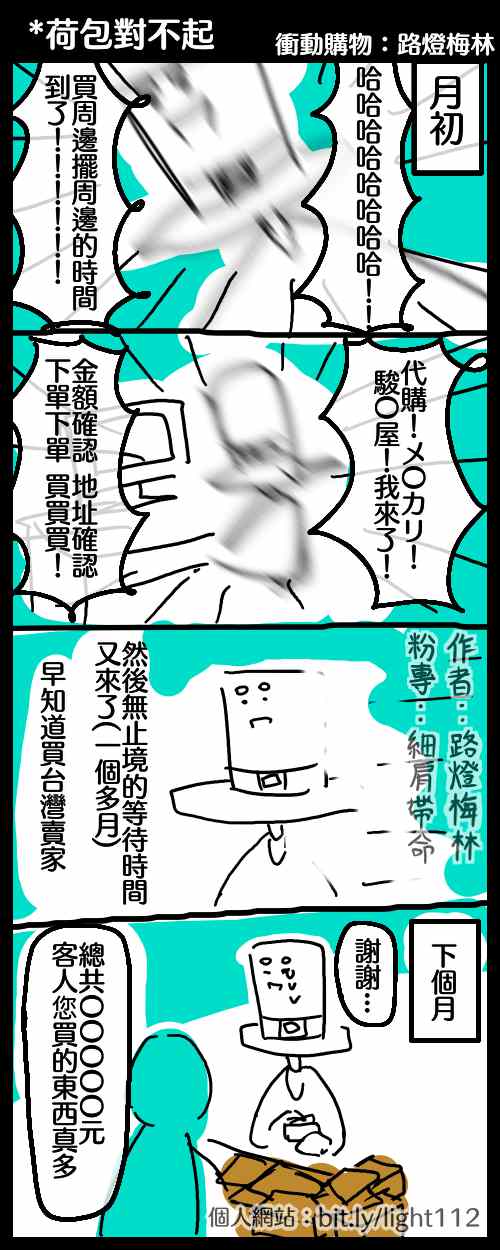 *荷包對不起
衝動購物：路燈梅林
月初
哈哈哈哈哈哈哈哈！！
買周邊擺周邊的時間
到了！！！！！！！
代購！メ〇カリ！
駿〇屋！我來了！
金額確認 地址確認
下單下單 買買買！
作者：路燈梅林
粉專：細肩帶命
然後無止境的等待時間
又來了(一個多月)
早知道買台灣賣家
下個月
謝謝…
總共〇〇〇〇〇元
客人您買的東西真多
個人網站：bit.ly/light112